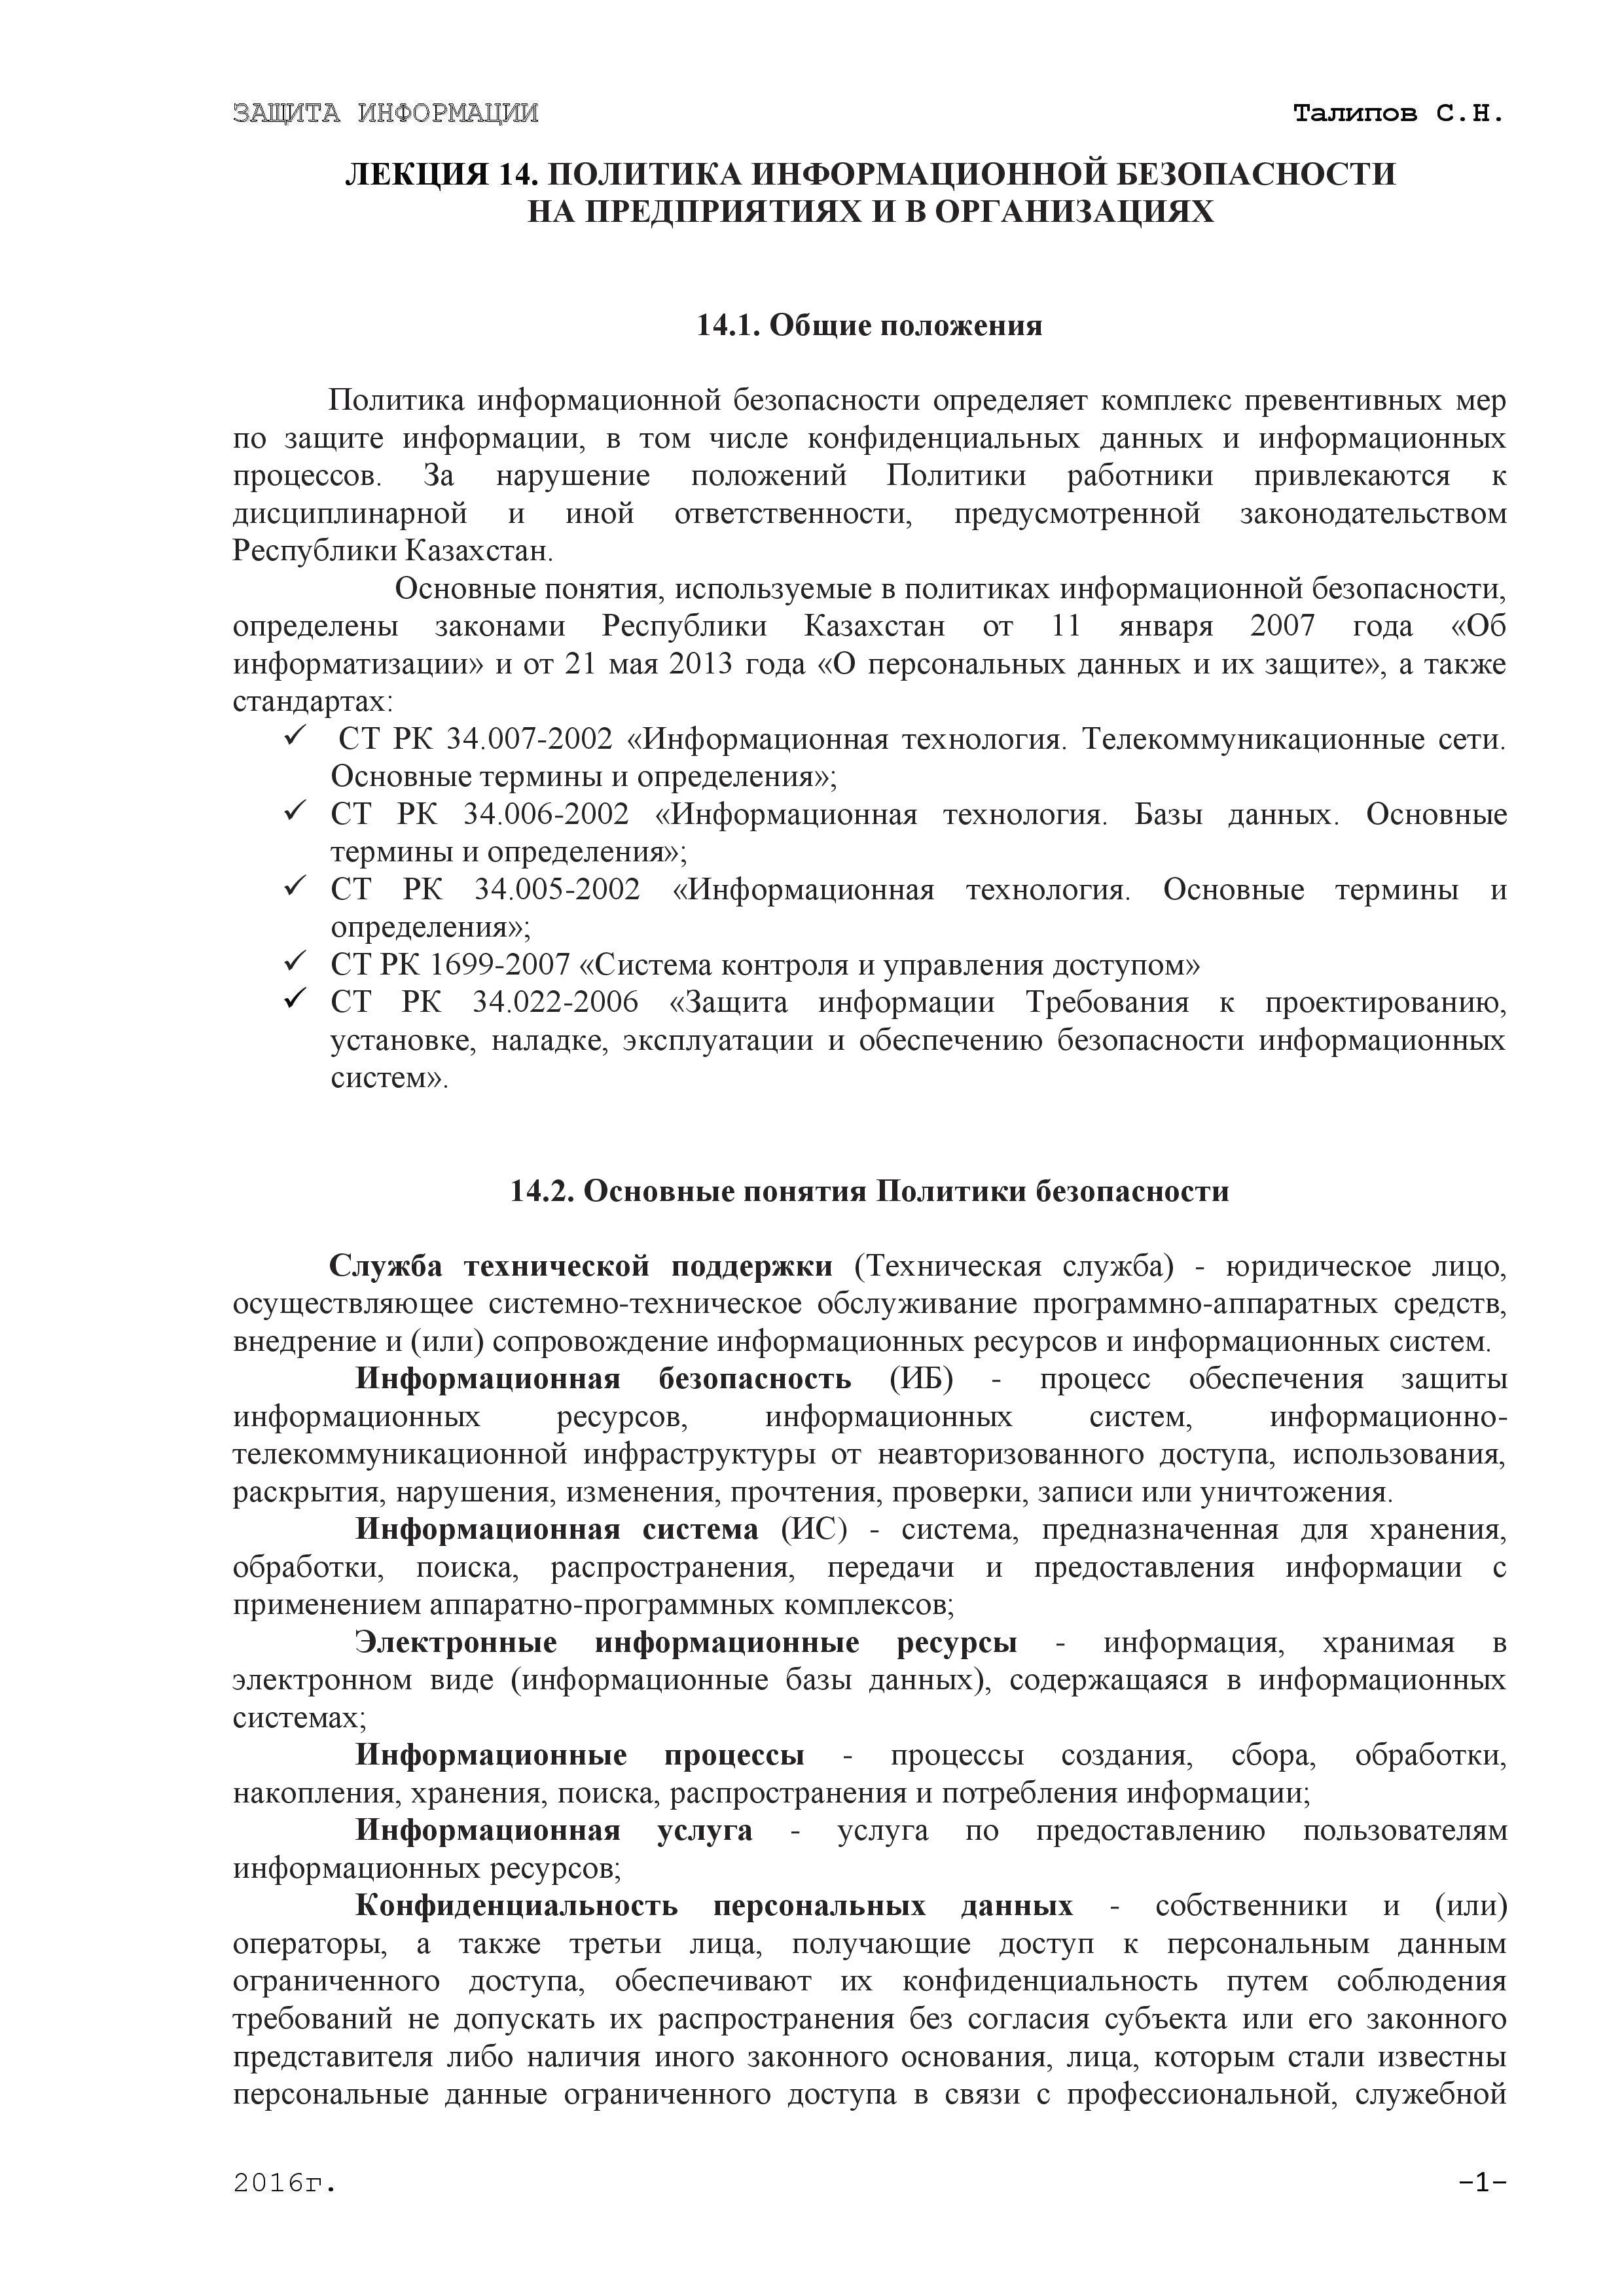 ЗАЩИТА ИНФОРМАЦИИ Талипов С.Н.
ЛЕКЦИЯ 14. ПОЛИТИКА ИНФОРМАЦИОННОЙ БЕЗОПАСНОСТИ
НА ПРЕДПРИЯТИЯХ И В ОРГАНИЗАЦИЯХ
14.1. Общие положения
Политика информационной безопасности определяет комплекс превентивных мер
по защите информации, в том числе конфиденциальных данных и информационных
процессов. За нарушение положений Политики работники привлекаются к
дисциплинарной и иной ответственности, предусмотренной законодательством
Республики Казахстан.
Основные понятия, используемые в политиках информационной безопасности,
определены законами Республики Казахстан от 11 января 2007 года «Об
информатизации» и от 21 мая 2013 года «О персональных данных и их защите», а также
стандартах:
✓ СТ РК 34.007-2002 «Информационная технология. Телекоммуникационные сети.
Основные термины и определения»;
✓ СТ РК 34.006-2002 «Информационная технология. Базы данных. Основные
термины и определения»;
✓ СТ РК 34.005-2002 «Информационная технология. Основные термины и
определения»;
✓ СТ РК 1699-2007 «Система контроля и управления доступом»
✓ СТ РК 34.022-2006 «Защита информации Требования к проектированию,
установке, наладке, эксплуатации и обеспечению безопасности информационных
систем».
14.2. Основные понятия Политики безопасности
Служба технической поддержки (Техническая служба) - юридическое лицо,
осуществляющее системно-техническое обслуживание программно-аппаратных средств,
внедрение и (или) сопровождение информационных ресурсов и информационных систем.
Информационная безопасность (ИБ) - процесс обеспечения защиты
информационных ресурсов, информационных систем, информационно-
телекоммуникационной инфраструктуры от неавторизованного доступа, использования,
раскрытия, нарушения, изменения, прочтения, проверки, записи или уничтожения.
Информационная система (ИС) - система, предназначенная для хранения,
обработки, поиска, распространения, передачи и предоставления информации с
применением аппаратно-программных комплексов;
Электронные информационные ресурсы - информация, хранимая в
электронном виде (информационные базы данных), содержащаяся в информационных
системах;
Информационные процессы - процессы создания, сбора, обработки,
накопления, хранения, поиска, распространения и потребления информации;
Информационная услуга - услуга по предоставлению пользователям
информационных ресурсов;
Конфиденциальность персональных данных - собственники и (или)
операторы, а также третьи лица, получающие доступ к персональным данным
ограниченного доступа, обеспечивают их конфиденциальность путем соблюдения
требований не допускать их распространения без согласия субъекта или его законного
представителя либо наличия иного законного основания, лица, которым стали известны
персональные данные ограниченного доступа в связи с профессиональной, служебной
2016г. -1-